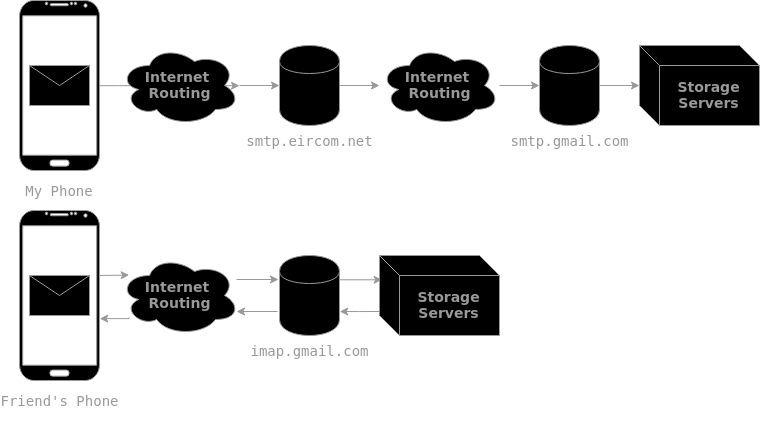 Internet
Routing
Internet
Routing
Storage
Servers
smtp.eircom.net
smtp.gmail.com
My Phone
Internet
Routing
Storage
Servers
imap.gmail.com
Friend's Phone